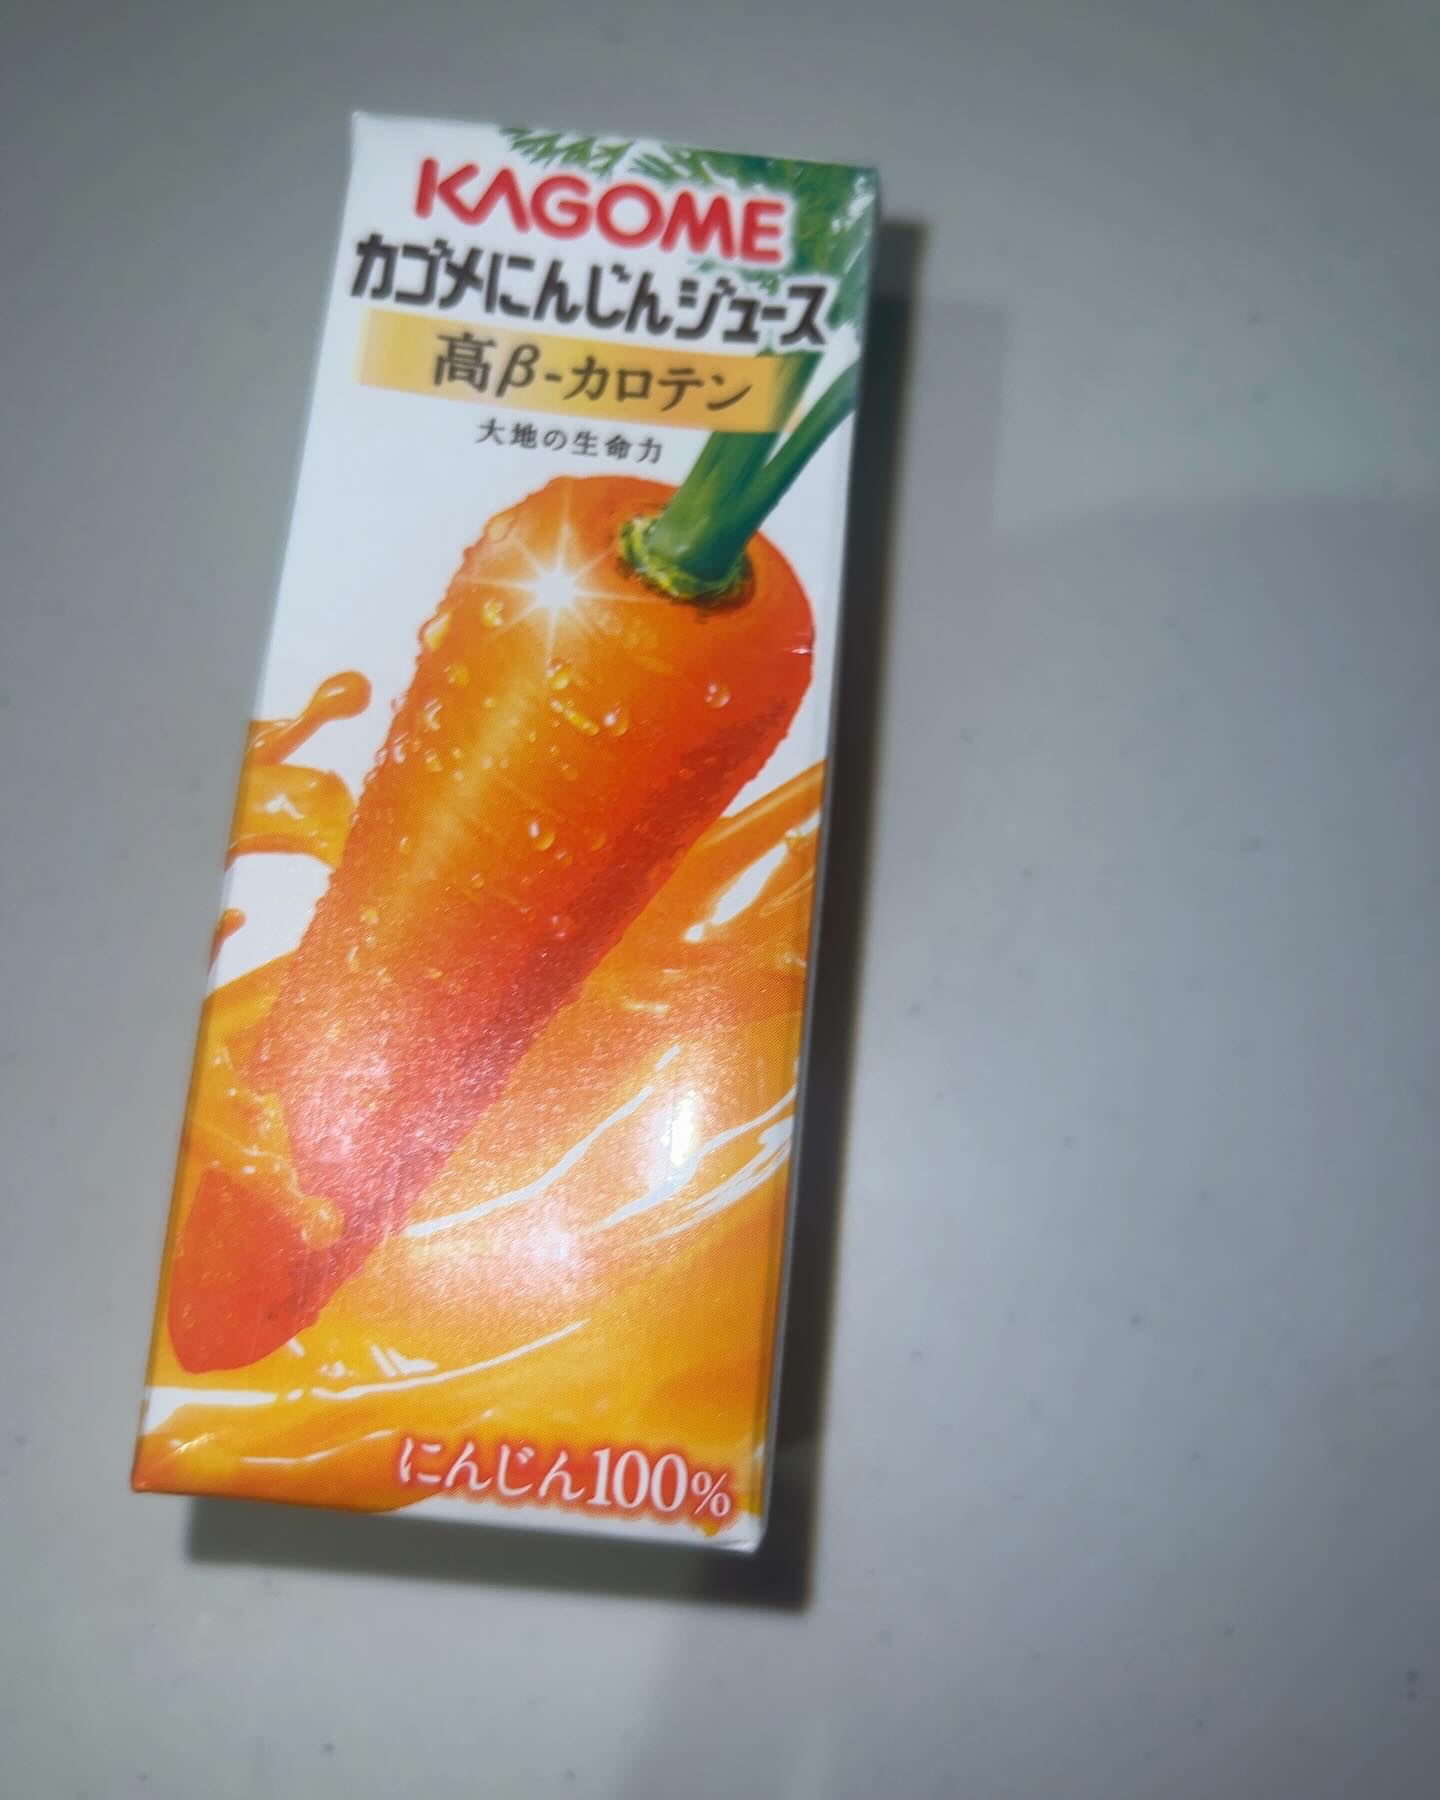 KAGOME
カゴメにんじんジュース
高β-カロテン
大地の生命力
にんじん100%